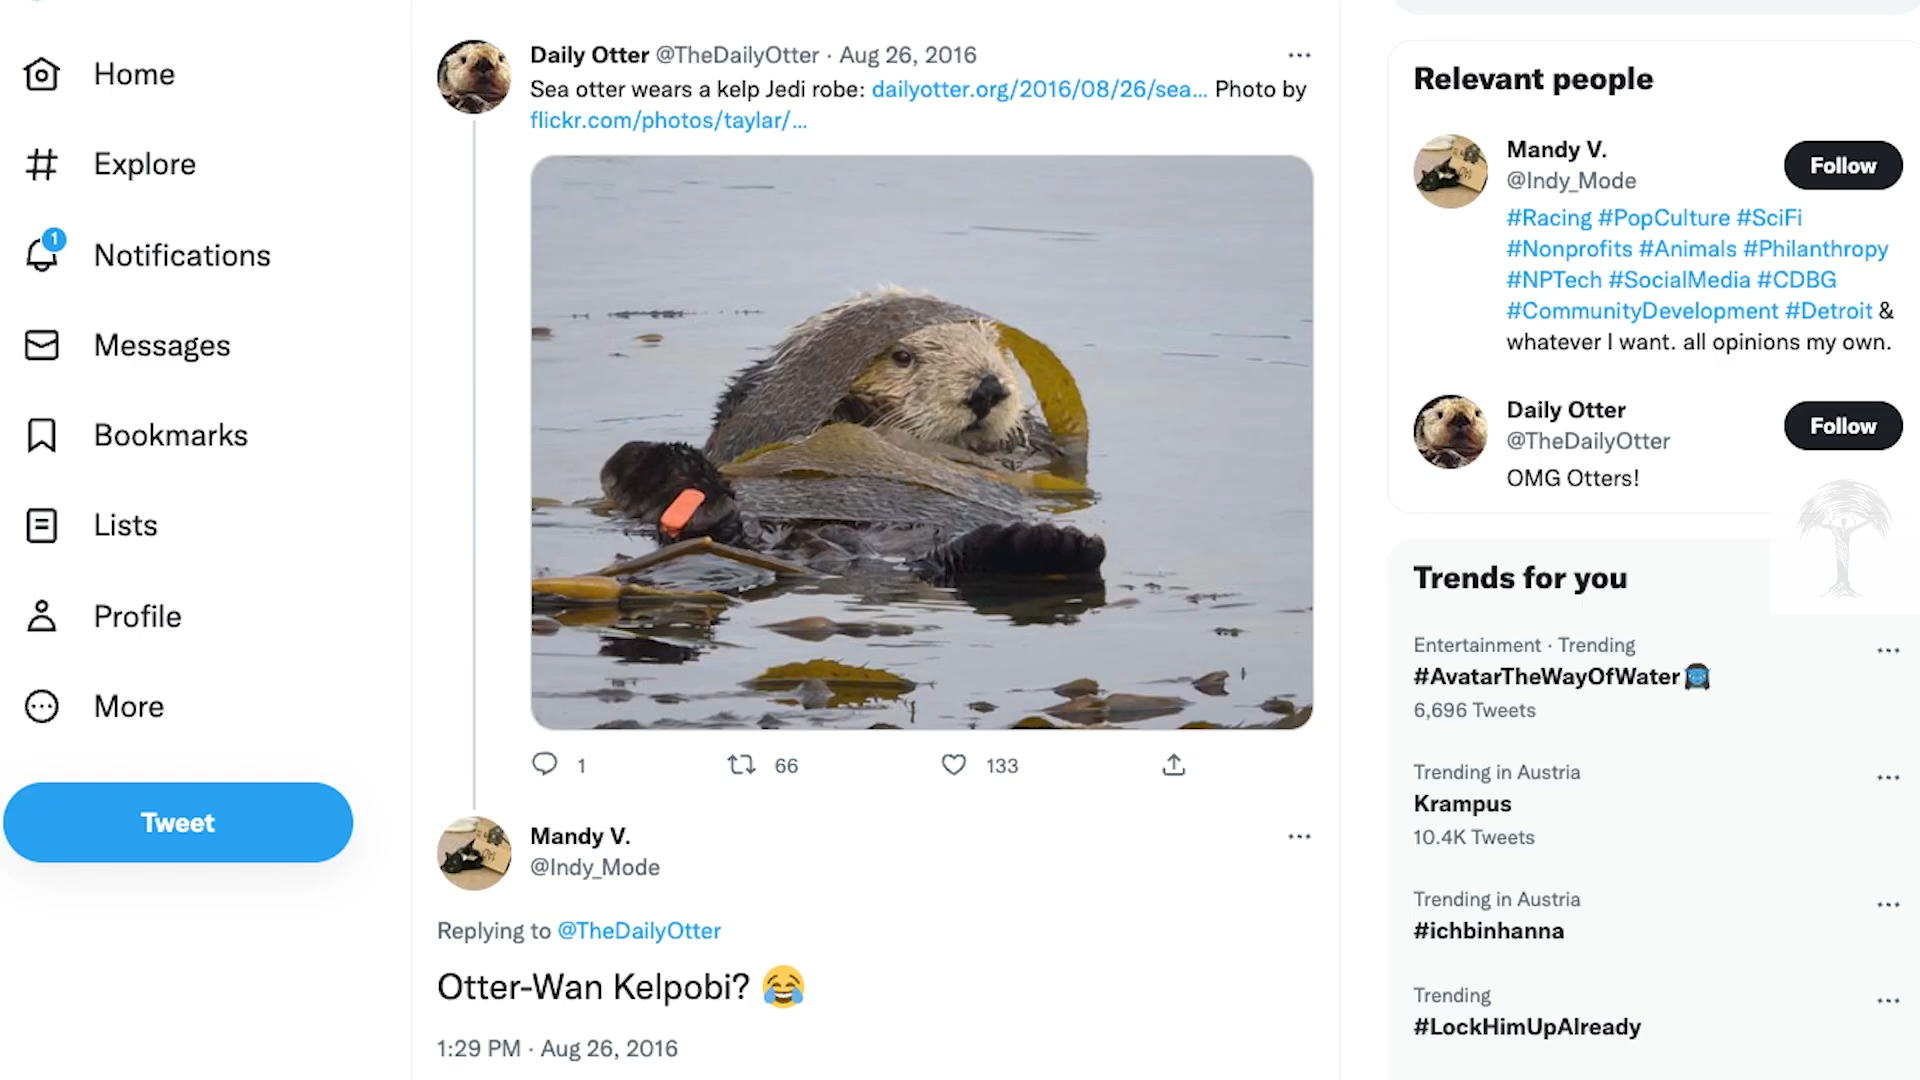 Home
Explore
1
Notifications
Messages
Bookmarks
Lists
Profile
More
Tweet
Daily Otter @TheDailyOtter · Aug 26, 2016
Sea otter wears a kelp Jedi robe: dailyotter.org/2016/08/26/sea... Photo by
flickr.com/photos/taylar/...
1 66 133
Mandy V.
@Indy_Mode
Replying to @TheDailyOtter
Otter-Wan Kelpobi? 😂
1:29 PM · Aug 26, 2016
Relevant people
Mandy V.
@Indy_Mode
Follow
#Racing #PopCulture #SciFi
#Nonprofits #Animals #Philanthropy
#NPTech #SocialMedia #CDBG
#CommunityDevelopment #Detroit &
whatever I want. all opinions my own.
Daily Otter
@TheDailyOtter
Follow
OMG Otters!
Trends for you
Entertainment · Trending
#AvatarTheWayOfWater
6,696 Tweets
Trending in Austria
Krampus
10.4K Tweets
Trending in Austria
#ichbinhanna
Trending
#LockHimUpAlready